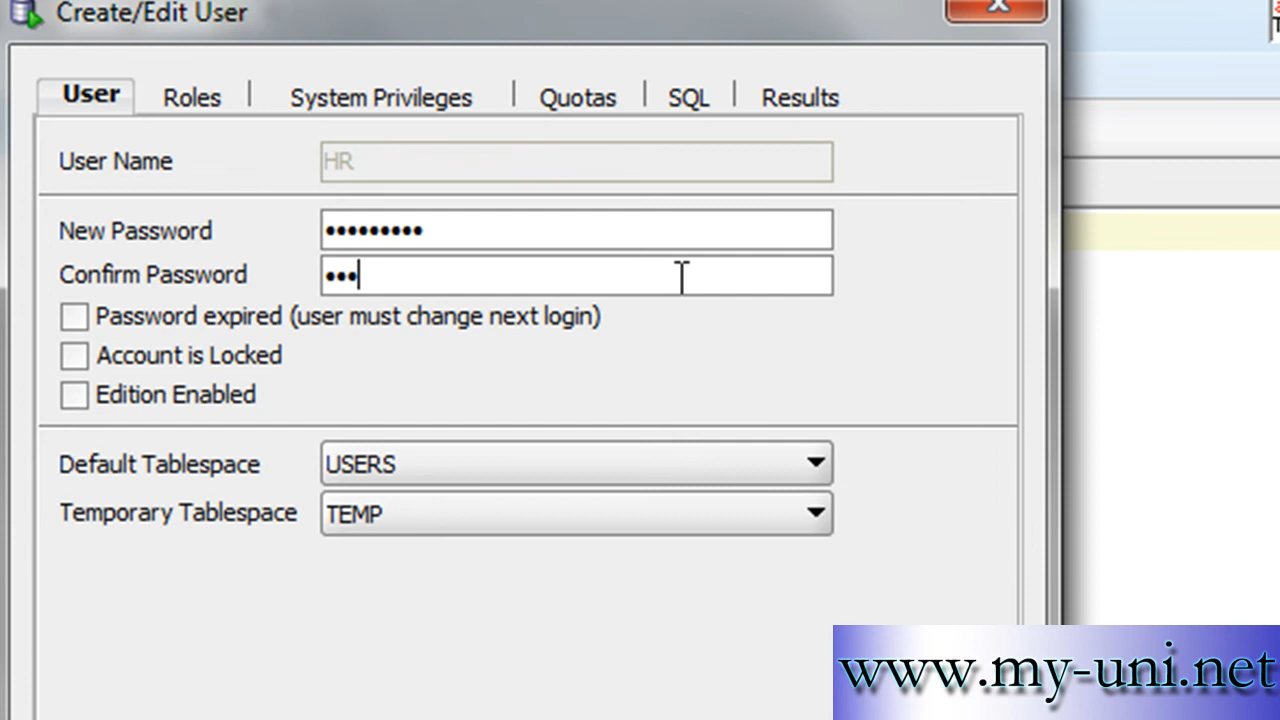 Create/Edit User
User Roles System Privileges Quotas SQL Results
User Name HR
New Password •••••••••
Confirm Password •••
Password expired (user must change next login)
Account is Locked
Edition Enabled
Default Tablespace USERS
Temporary Tablespace TEMP
www.my-uni.net